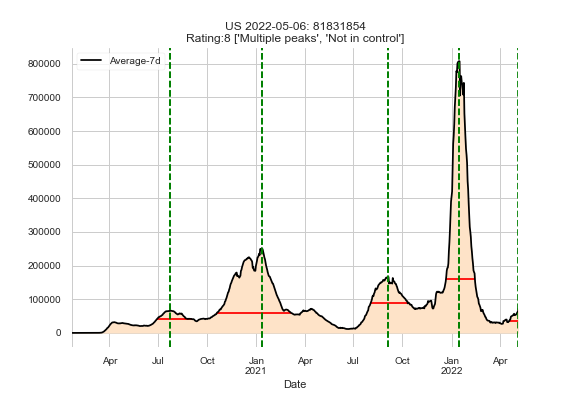 US 2022-05-06: 81831854
Rating:8 ['Multiple peaks', 'Not in control']
Average-7d
800000
700000
600000
500000
400000
300000
200000
100000
0
Apr Jul Oct Jan Apr Jul Oct Jan Apr
2021 2022
Date